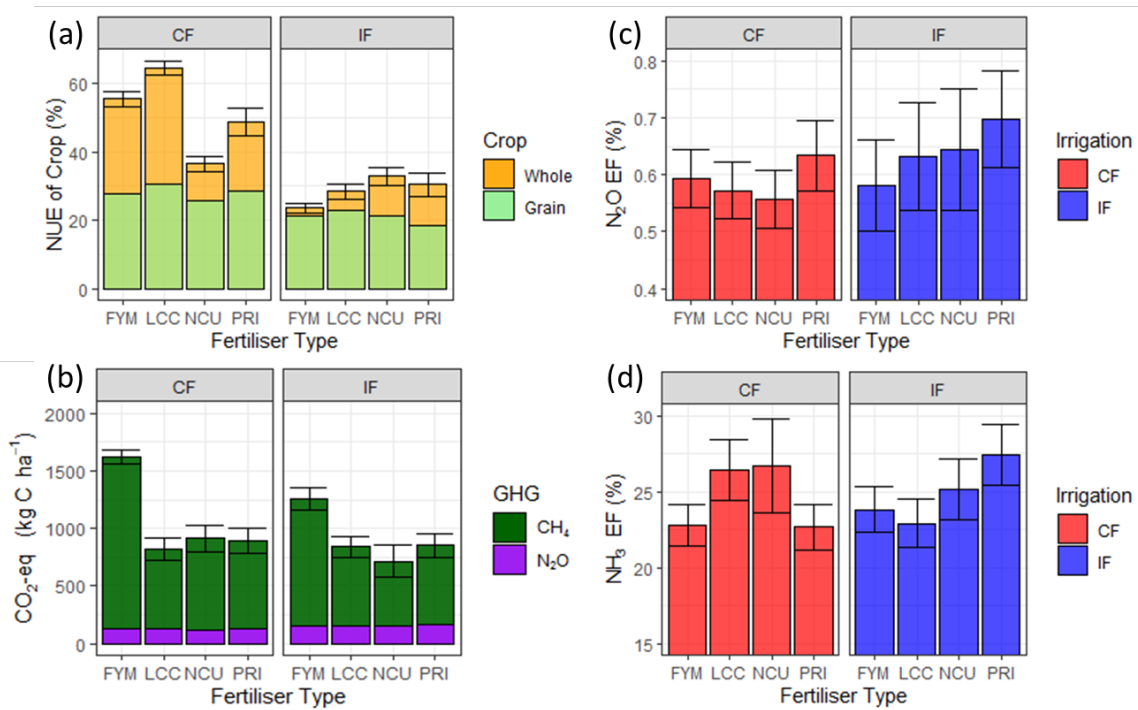 (a)
CF IF
NUE of Crop (%)
60
40
20
0
FYM LCC NCU PRI FYM LCC NCU PRI
Fertiliser Type
Crop
Whole
Grain
(c)
CF IF
N₂O EF (%)
0.8
0.7
0.6
0.5
0.4
FYM LCC NCU PRI FYM LCC NCU PRI
Fertiliser Type
Irrigation
CF
IF
(b)
CF IF
CO₂-eq (kg C ha⁻¹)
2000
1500
1000
500
0
FYM LCC NCU PRI FYM LCC NCU PRI
Fertiliser Type
GHG
CH₄
N₂O
(d)
CF IF
NH₃ EF (%)
30
25
20
15
FYM LCC NCU PRI FYM LCC NCU PRI
Fertiliser Type
Irrigation
CF
IF